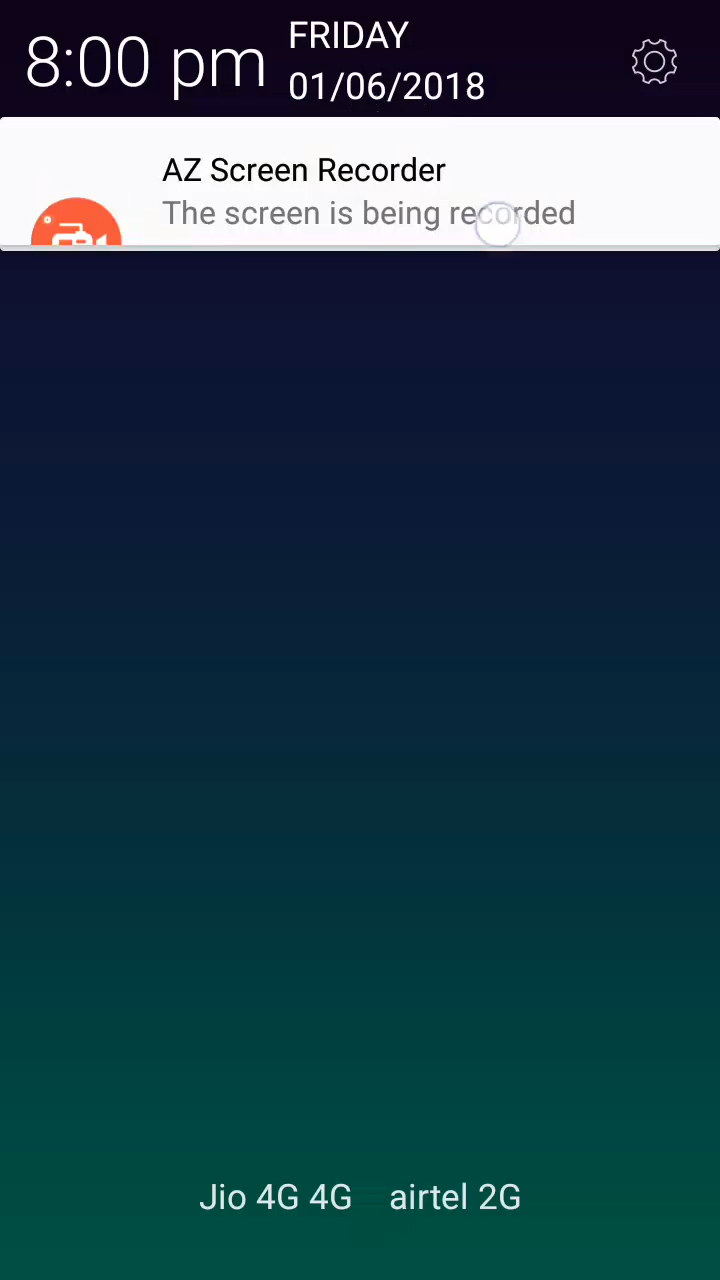 8:00 pm
FRIDAY
01/06/2018
AZ Screen Recorder
The screen is being recorded
Jio 4G 4G airtel 2G